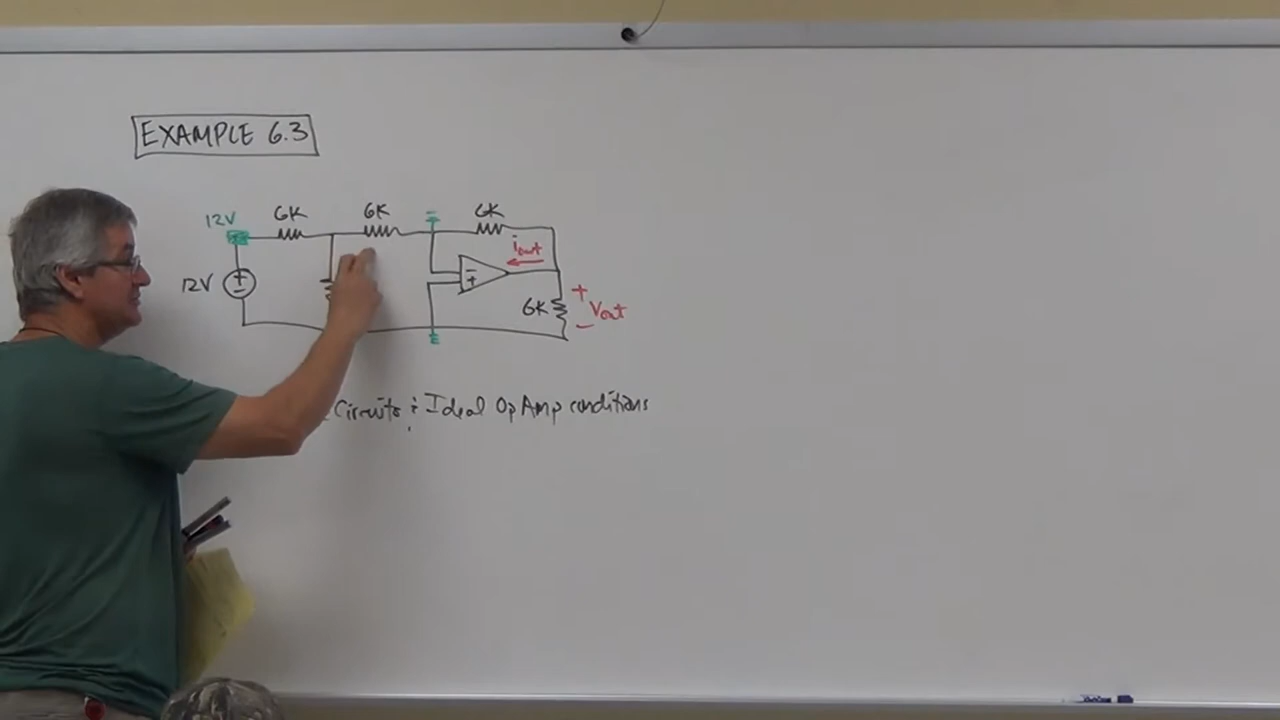 EXAMPLE 6.3
12V 6K 6K 6K
iout
12V + − − + 6K + Vout −
Circuits & Ideal Op Amp conditions